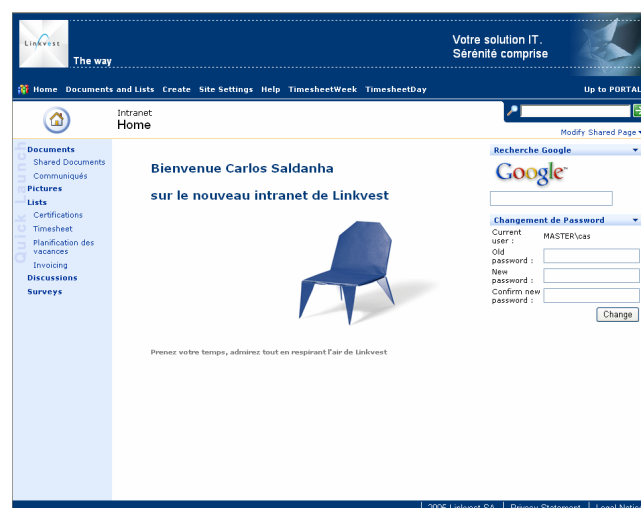 Linkvest
The way
Votre solution IT.
Sérénité comprise
Home Documents and Lists Create Site Settings Help TimesheetWeek TimesheetDay Up to PORTAL
Intranet
Home
Modify Shared Page
Quick Launch
Documents
Shared Documents
Communiqués
Pictures
Lists
Certifications
Timesheet
Planification des
vacances
Invoicing
Discussions
Surveys
Bienvenue Carlos Saldanha
sur le nouveau intranet de Linkvest
Prenez votre temps, admirez tout en respirant l'air de Linkvest
Recherche Google
Google
Changement de Password
Current
user :
MASTER\cas
Old
password :
New
password :
Confirm new
password :
Change
Linkvest SA | Privacy Statement | Legal Notic